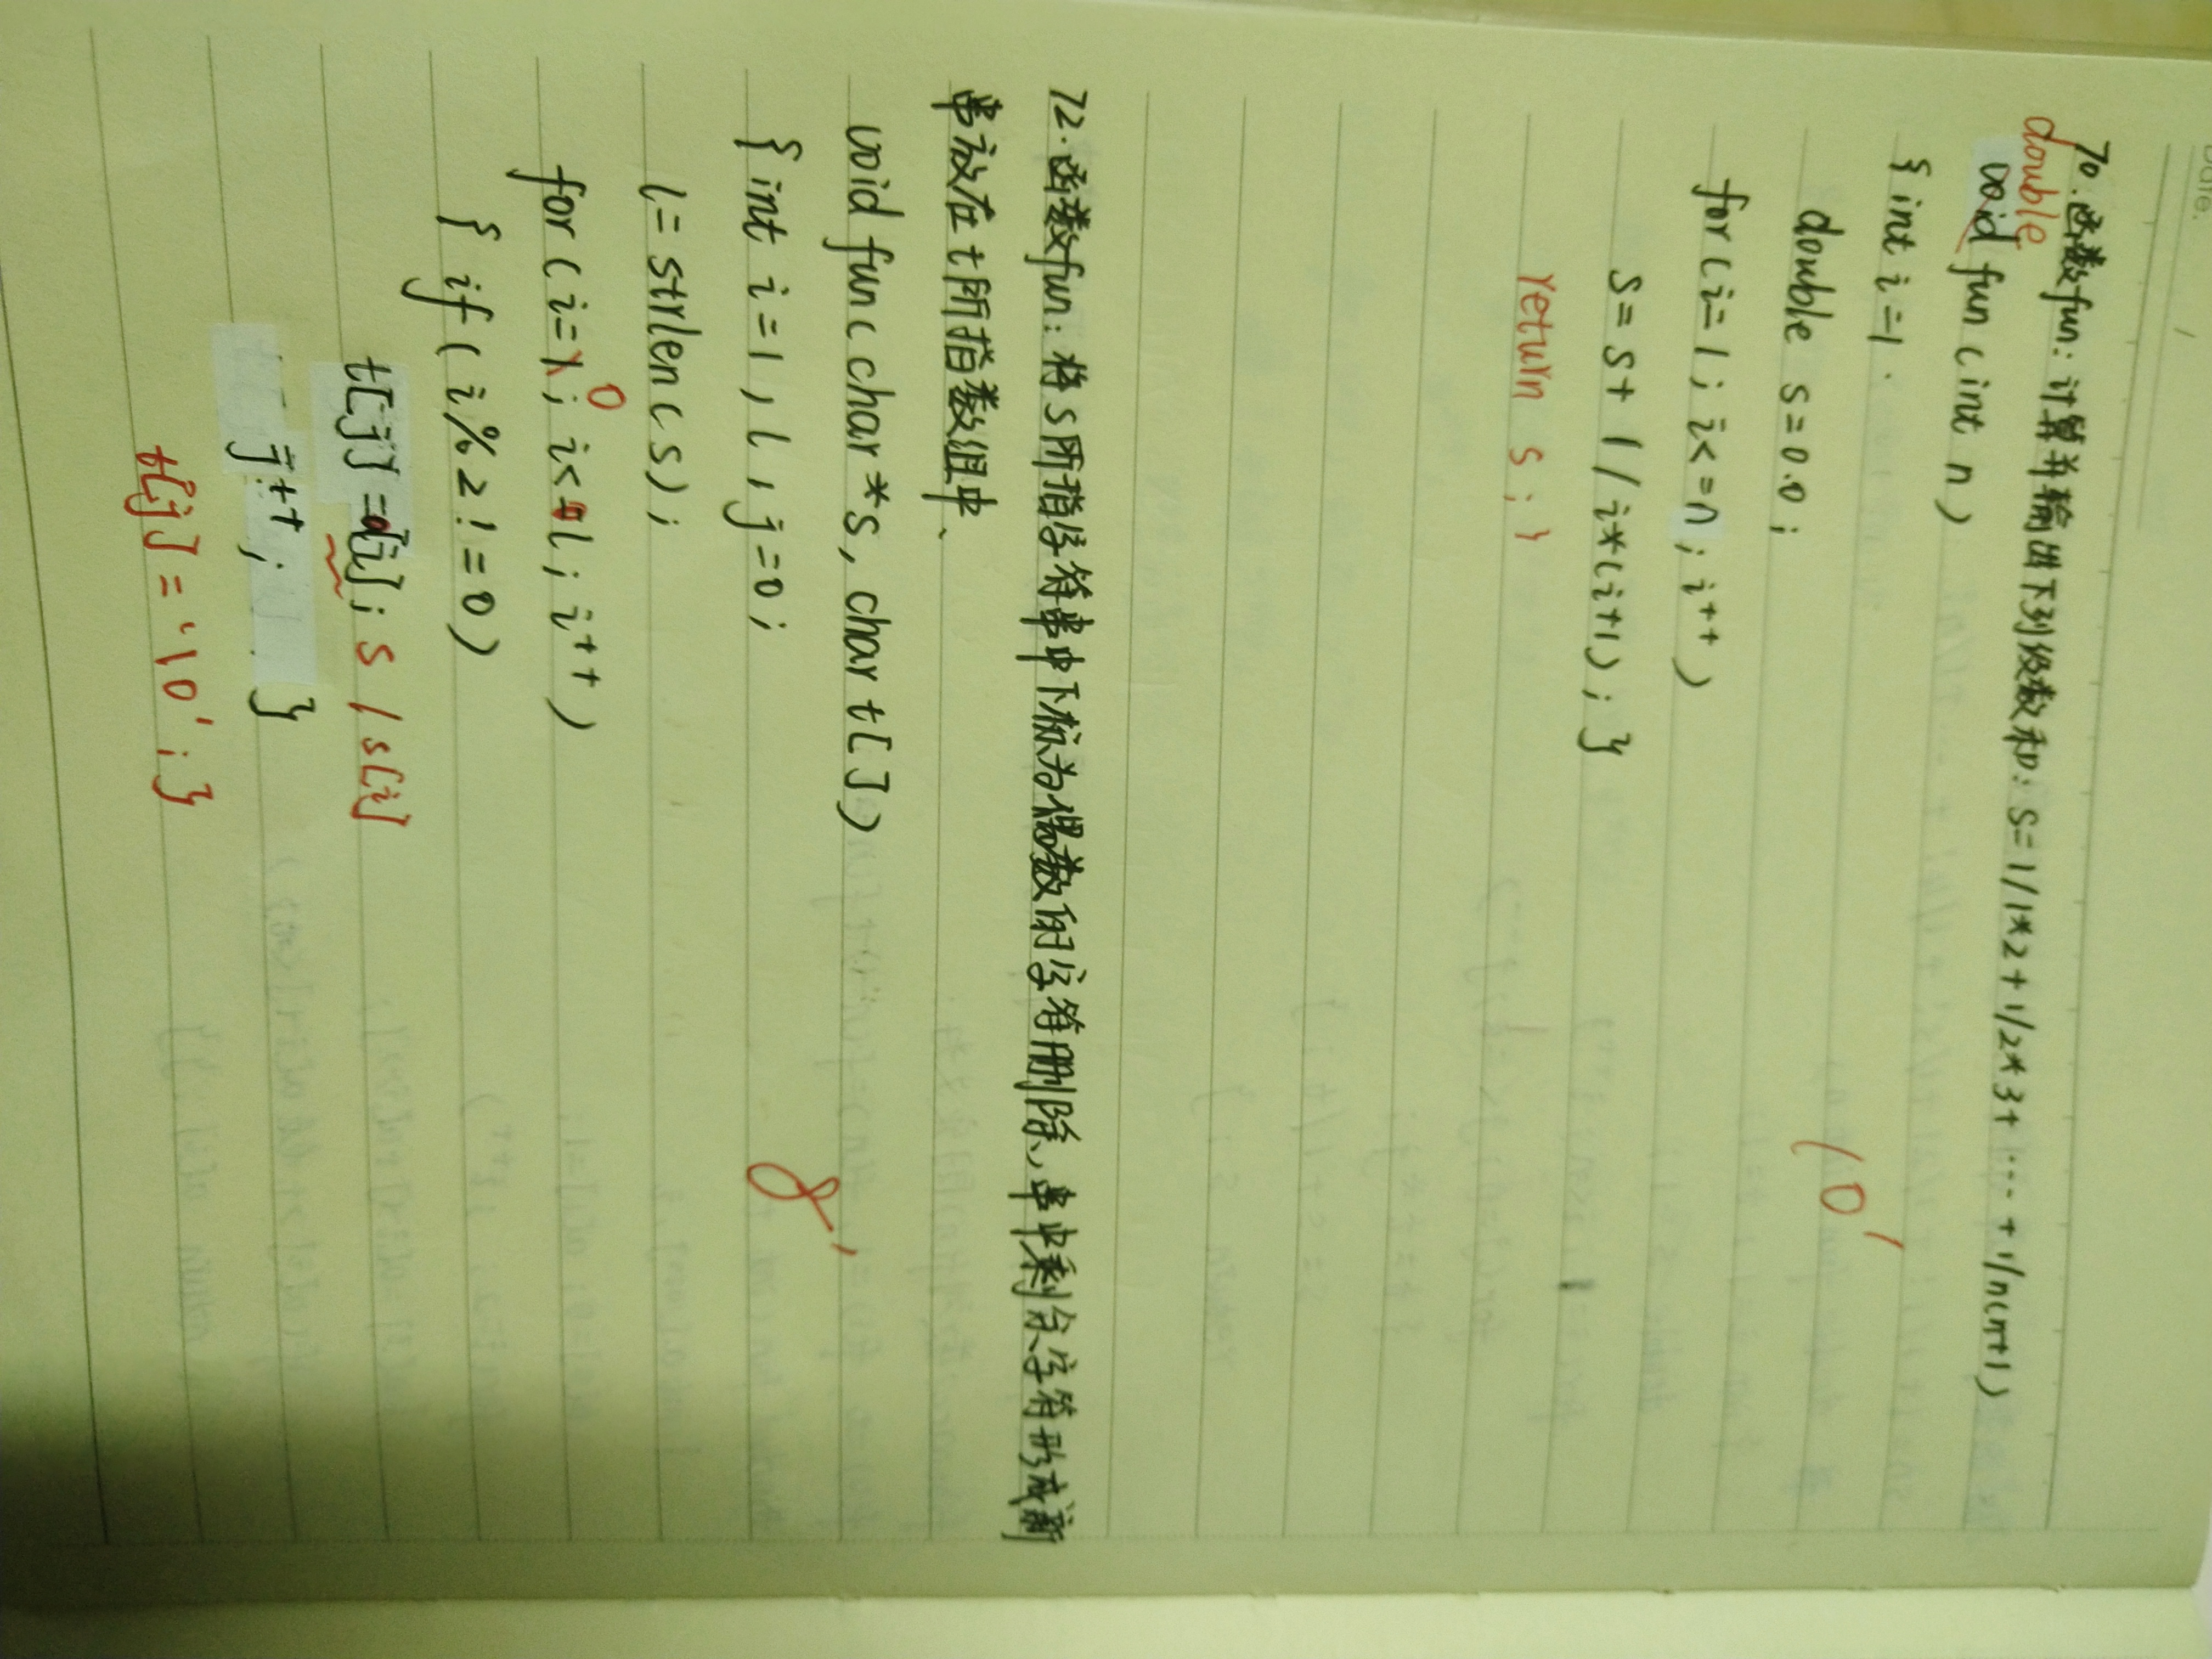 Date.
70.函数fun：计算并输出下列级数和：S=1/1*2+1/2*3+…+1/n(n+1)
double
void fun (int n)
{ int i=1.
double s=0.0;
10'
for(i=1; i<=n; i++)
s=s+1/i*(i+1);}
return s;}
72.函数fun：将s所指字符串中下标为偶数的字符删除,串中剩余字符形成新
串放在t所指数组中、
void fun( char*s, char t[])
{ int i=1, l, j=0;
8'
l=strlen(s);
0
for(i=1; i<l; i++)
{ if(i%2!=0)
t[j]=a[i]; s / s[i]
j++; }
t[j]='\0';}